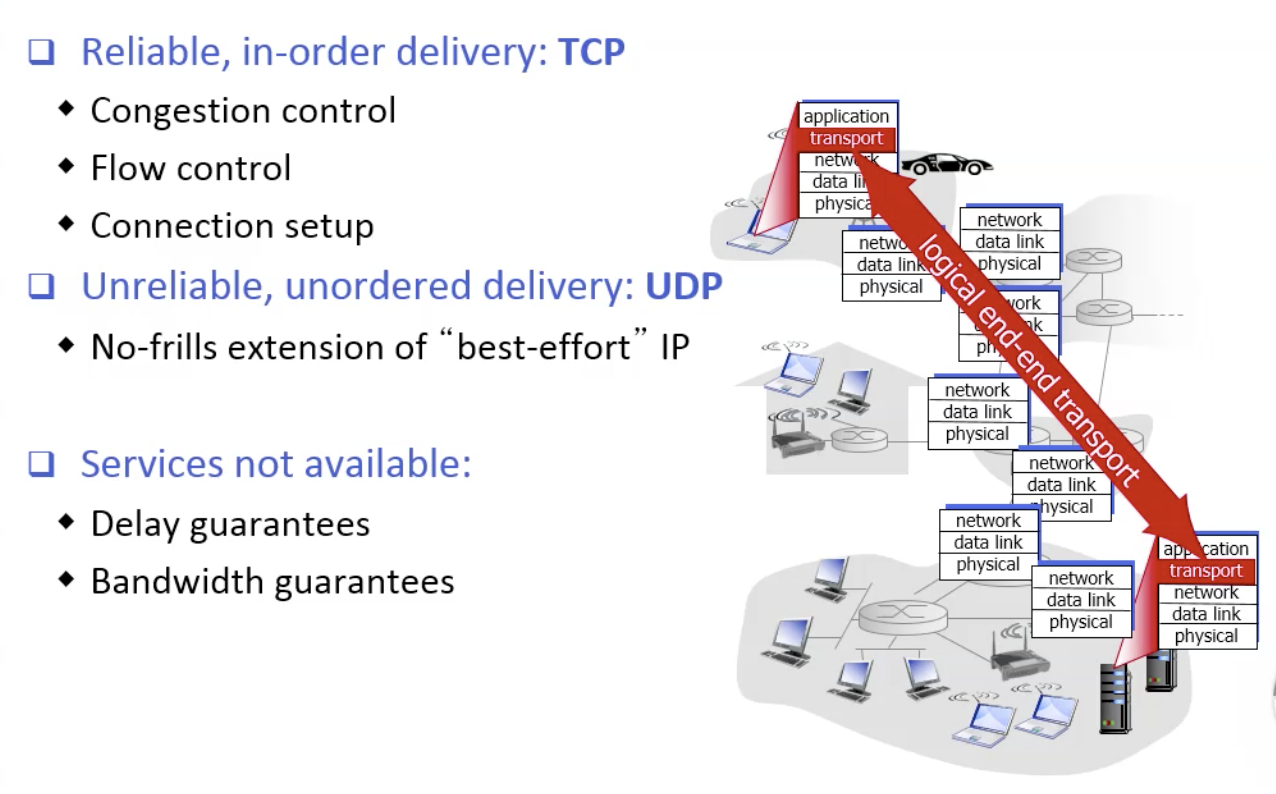 Reliable, in-order delivery: TCP
Congestion control
Flow control
Connection setup
Unreliable, unordered delivery: UDP
No-frills extension of “best-effort” IP
Services not available:
Delay guarantees
Bandwidth guarantees
application
transport
network
data link
physical
network
data link
physical
network
data link
physical
network
data link
physical
network
data link
physical
network
data link
physical
network
data link
physical
network
data link
physical
application
transport
network
data link
physical
logical end-end transport